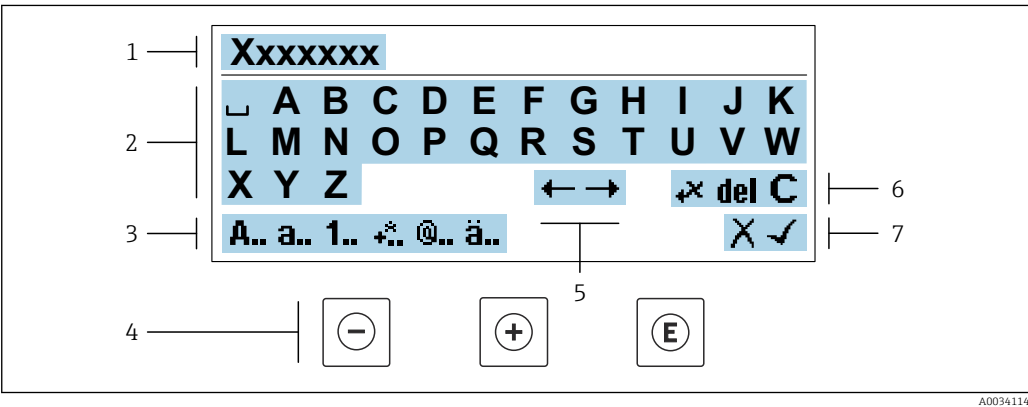 1 Xxxxxxx
␣ A B C D E F G H I J K
2 L M N O P Q R S T U V W
X Y Z ← → ⁺× del C 6
3 A.. a.. 1.. +*.. @.. ä.. X ✓ 7
5
4 − + E
A0034114